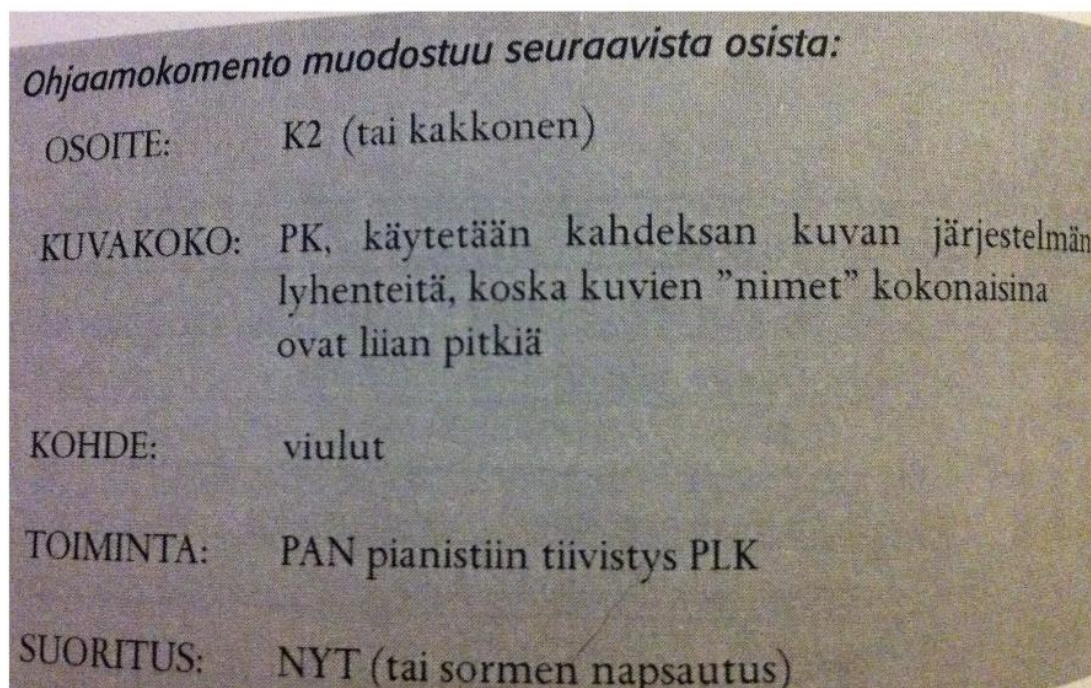 Ohjaamokomento muodostuu seuraavista osista:
OSOITE: K2 (tai kakkonen)
KUVAKOKO: PK, käytetään kahdeksan kuvan järjestelmän
lyhenteitä, koska kuvien ”nimet” kokonaisina
ovat liian pitkiä
KOHDE: viulut
TOIMINTA: PAN pianistiin tiivistys PLK
SUORITUS: NYT (tai sormen napsautus)